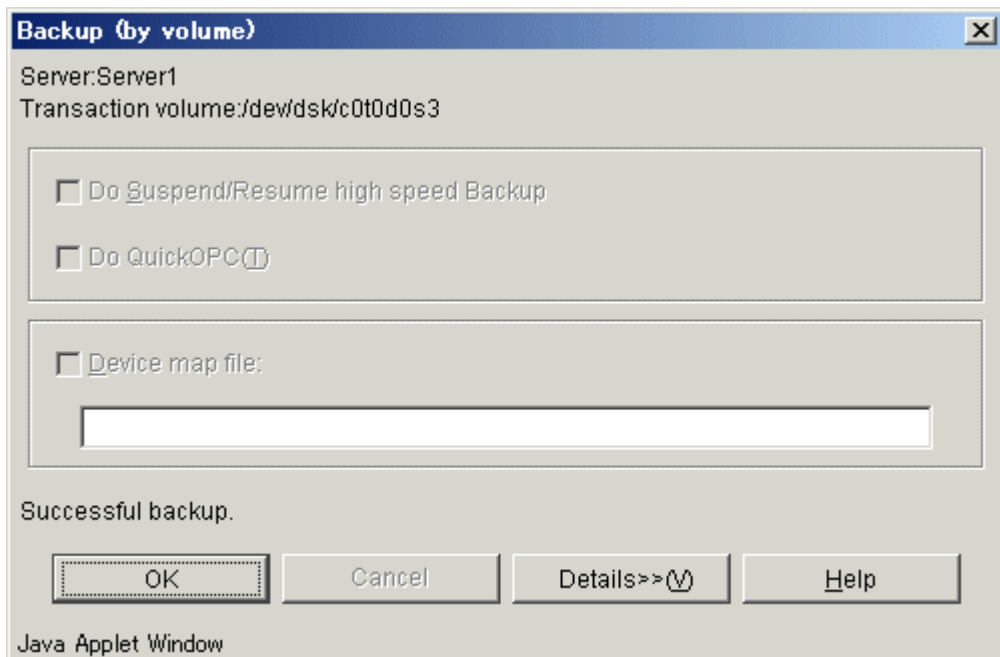 Backup (by volume)
Server:Server1
Transaction volume:/dev/dsk/c0t0d0s3
Do Suspend/Resume high speed Backup
Do QuickOPC(T)
Device map file:
Successful backup.
OK Cancel Details>>(V) Help
Java Applet Window